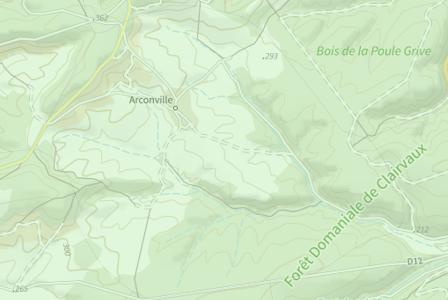 362
293
Bois de la Poule Grive
Arconville
Forêt Domaniale de Clairvaux
212
300
D12
265